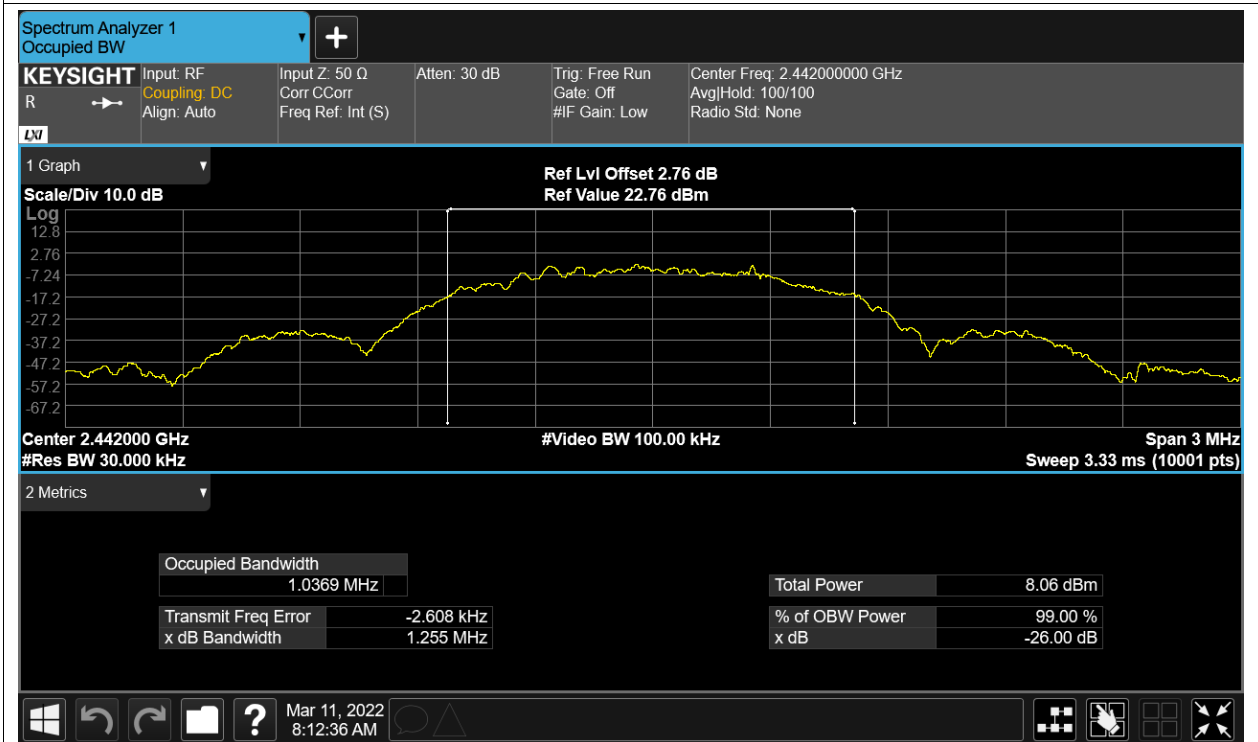 Spectrum Analyzer 1
Occupied BW
KEYSIGHT Input: RF Input Z: 50 Ω Atten: 30 dB Trig: Free Run Center Freq: 2.442000000 GHz
R Coupling: DC Corr CCorr Gate: Off Avg|Hold: 100/100
Align: Auto Freq Ref: Int (S) #IF Gain: Low Radio Std: None
LXI
1 Graph Ref Lvl Offset 2.76 dB
Scale/Div 10.0 dB Ref Value 22.76 dBm
Log
12.8
2.76
-7.24
-17.2
-27.2
-37.2
-47.2
-57.2
-67.2
Center 2.442000 GHz #Video BW 100.00 kHz Span 3 MHz
#Res BW 30.000 kHz Sweep 3.33 ms (10001 pts)
2 Metrics
Occupied Bandwidth
1.0369 MHz Total Power 8.06 dBm
Transmit Freq Error -2.608 kHz % of OBW Power 99.00 %
x dB Bandwidth 1.255 MHz x dB -26.00 dB
? Mar 11, 2022
8:12:36 AM